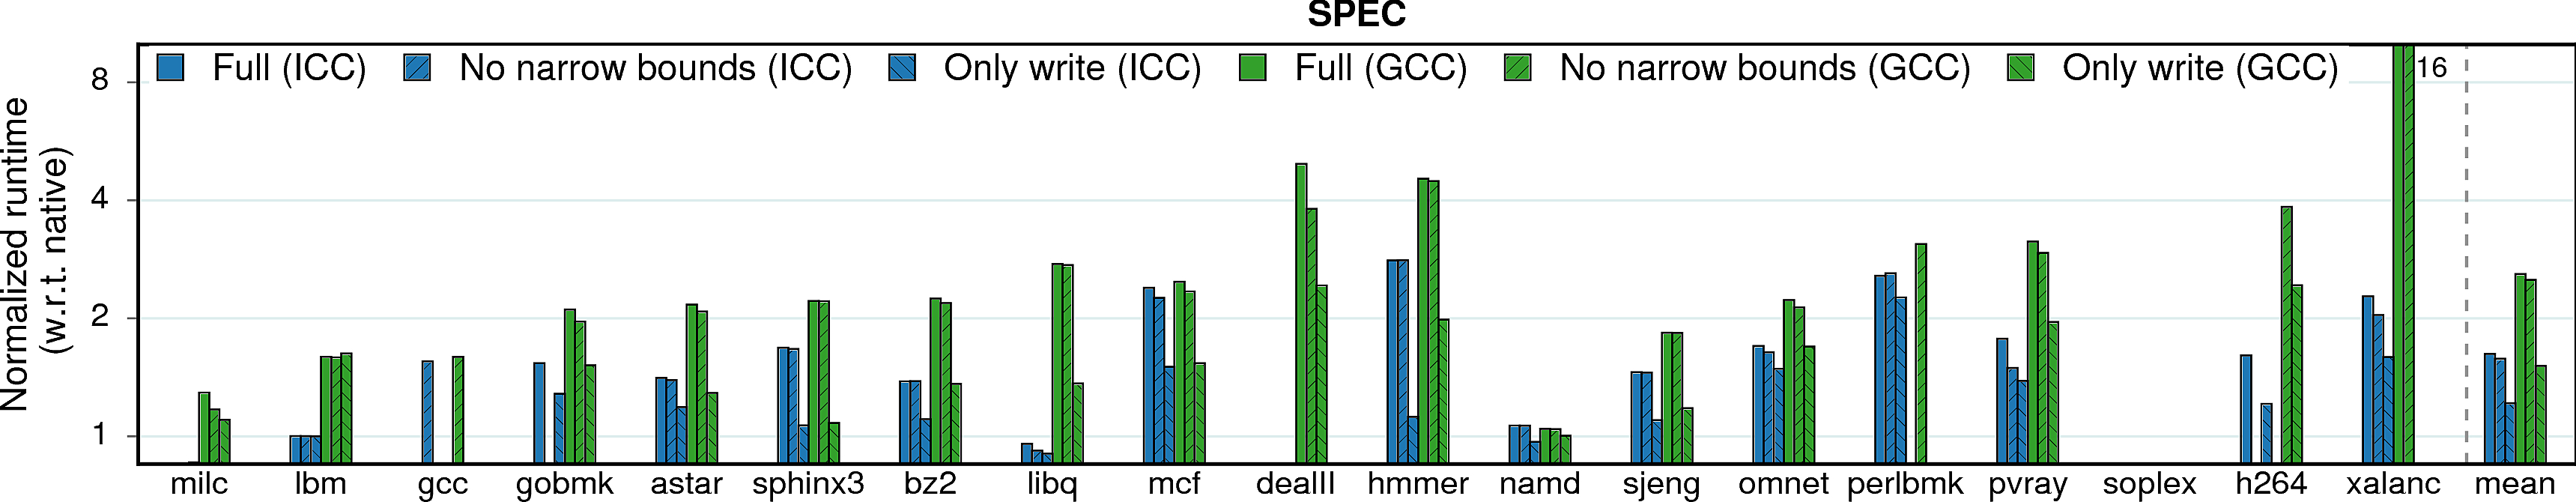 SPEC
Full (ICC) No narrow bounds (ICC) Only write (ICC) Full (GCC) No narrow bounds (GCC) Only write (GCC)
16
Normalized runtime
(w.r.t. native)
8
4
2
1
milc lbm gcc gobmk astar sphinx3 bz2 libq mcf dealII hmmer namd sjeng omnet perlbmk pvray soplex h264 xalanc mean